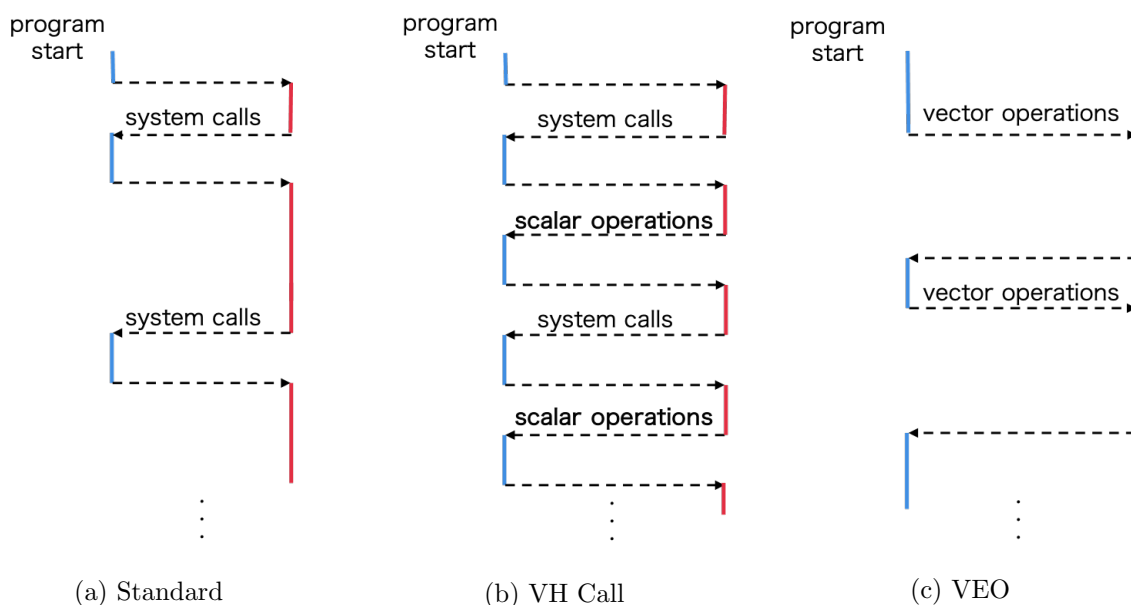 program
start
system calls
system calls
(a) Standard
program
start
system calls
scalar operations
system calls
scalar operations
(b) VH Call
program
start
vector operations
vector operations
(c) VEO